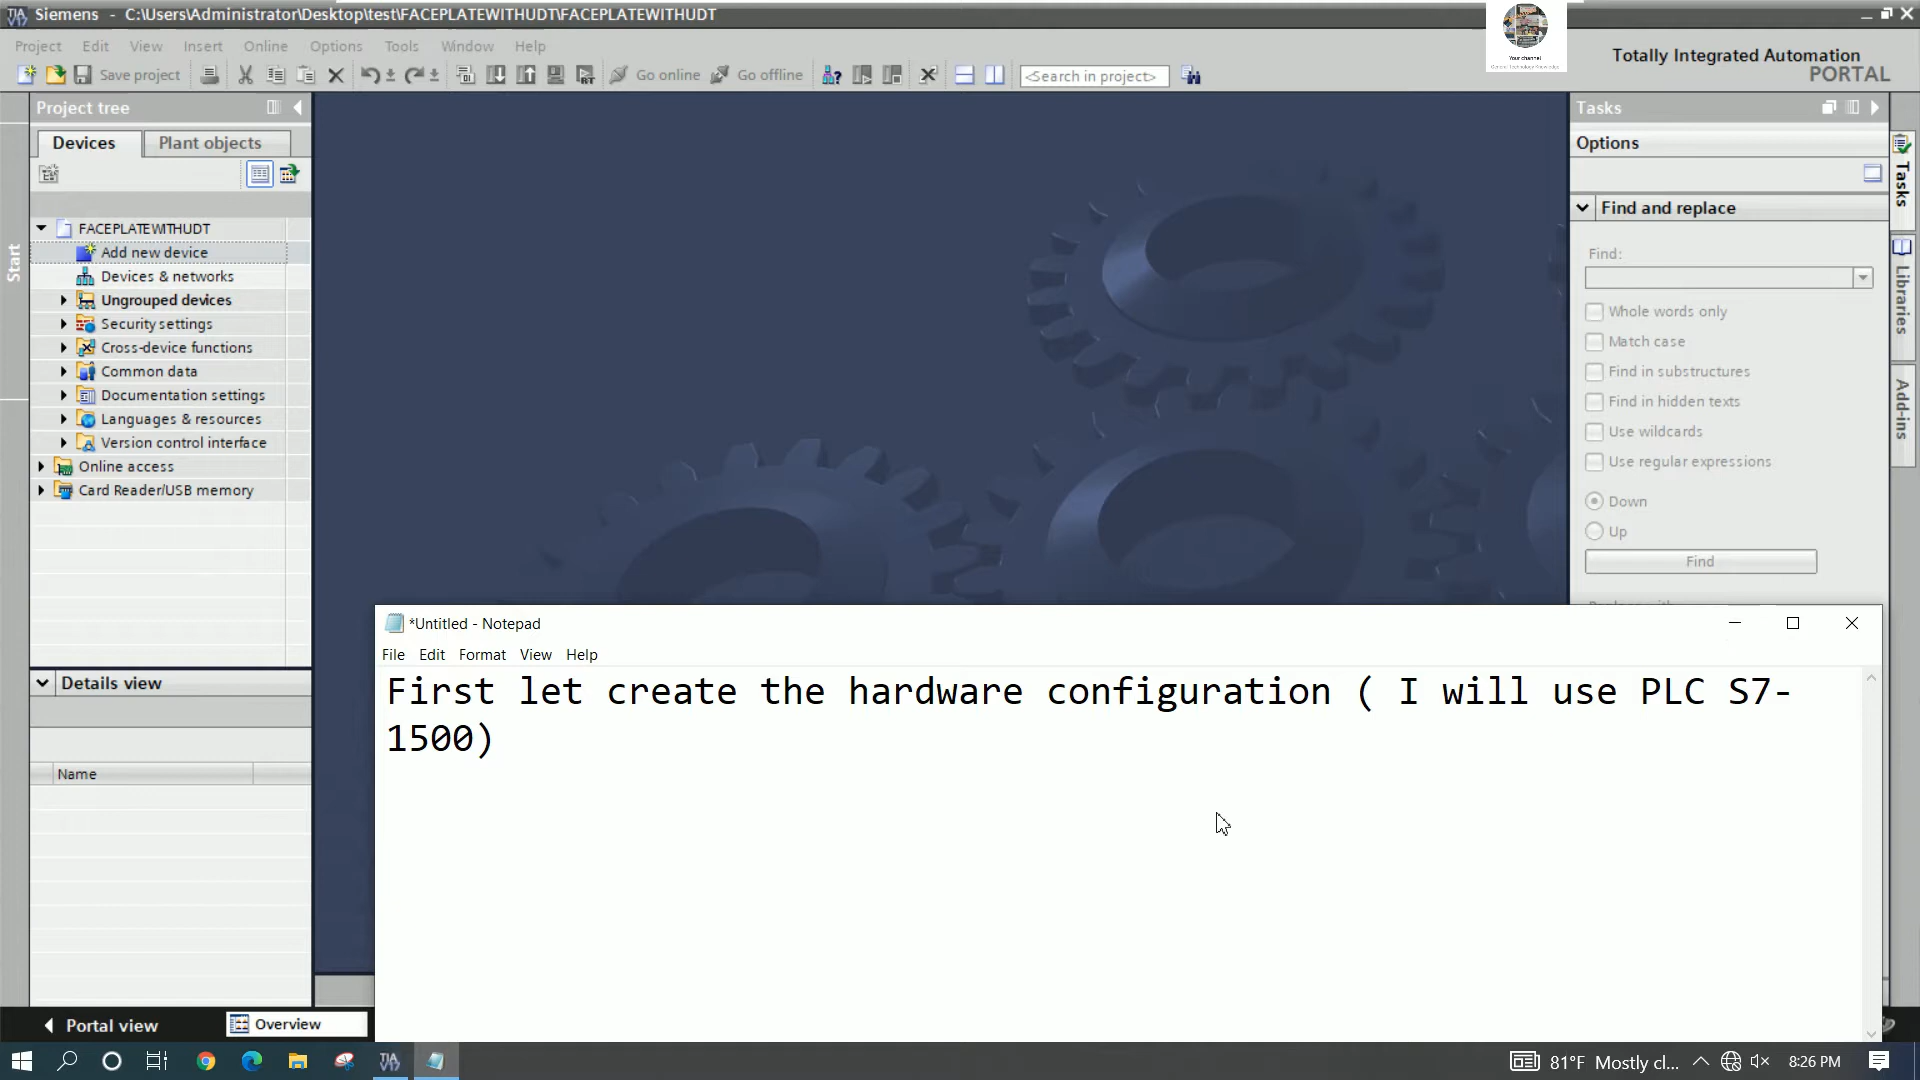 Siemens - C:\Users\Administrator\Desktop\test\FACEPLATEWITHUDT\FACEPLATEWITHUDT
Your channel
Totally Integrated Automation
PORTAL
Project Edit View Insert Online Options Tools Window Help
Save project
Go online
Go offline
<Search in project>
Project tree
Tasks
Devices
Plant objects
Options
Start
Tasks
Libraries
Add-ins
FACEPLATEWITHUDT
Add new device
Devices & networks
Ungrouped devices
Security settings
Cross-device functions
Common data
Documentation settings
Languages & resources
Version control interface
Online access
Card Reader/USB memory
Find and replace
Find:
Whole words only
Match case
Find in substructures
Find in hidden texts
Use wildcards
Use regular expressions
Down
Up
Find
Details view
Name
*Untitled - Notepad
File Edit Format View Help
First let create the hardware configuration ( I will use PLC S7-
1500)
Portal view
Overview
81°F Mostly cl...
8:26 PM